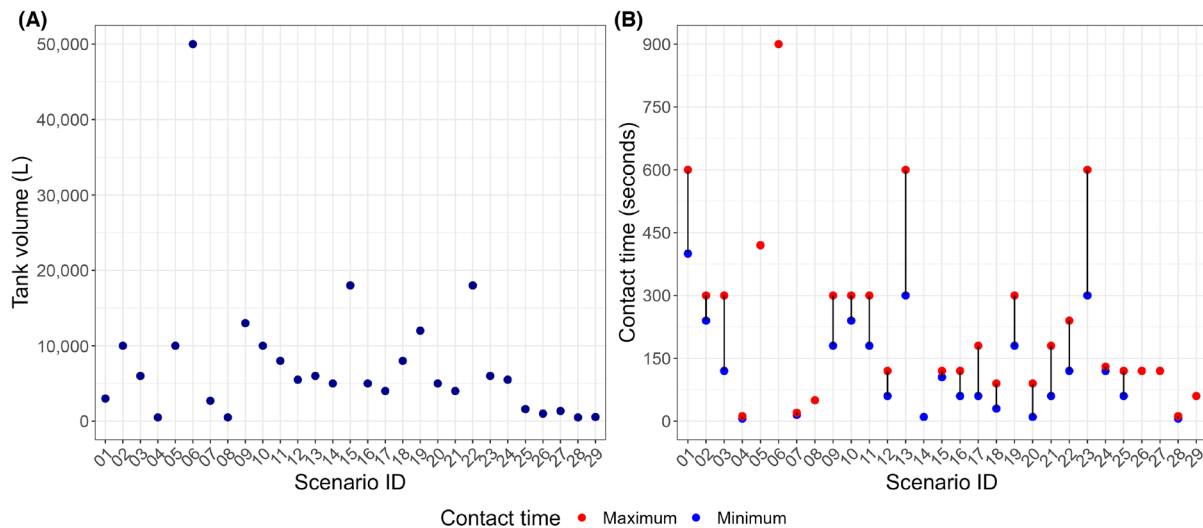 (A)
Tank volume (L)
50,000
40,000
30,000
20,000
10,000
0
01 02 03 04 05 06 07 08 09 10 11 12 13 14 15 16 17 18 19 20 21 22 23 24 25 26 27 28 29
Scenario ID
(B)
Contact time (seconds)
900
750
600
450
300
150
0
01 02 03 04 05 06 07 08 09 10 11 12 13 14 15 16 17 18 19 20 21 22 23 24 25 26 27 28 29
Scenario ID
Contact time Maximum Minimum